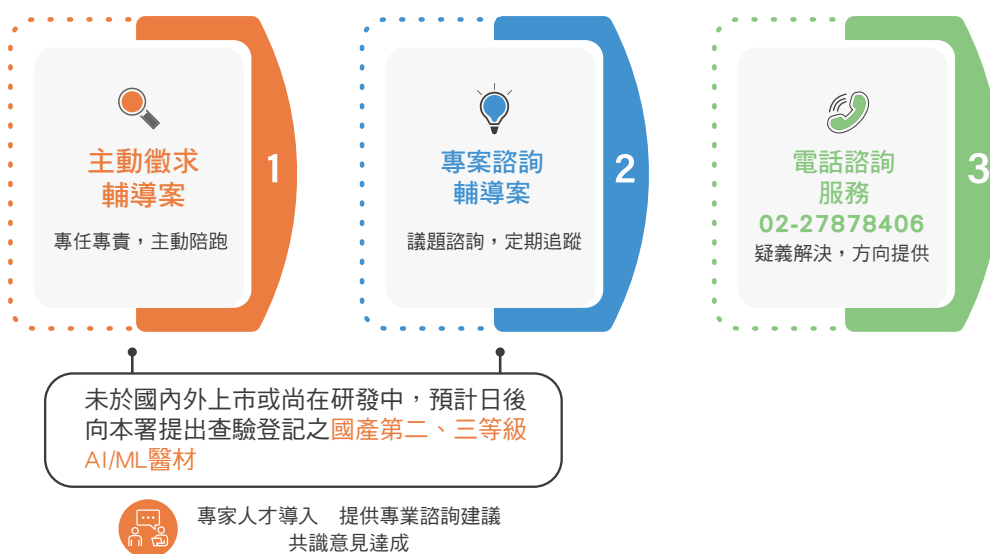 主動徵求
輔導案
專任專責，主動陪跑
1
專案諮詢
輔導案
議題諮詢，定期追蹤
2
電話諮詢
服務
02-27878406
疑義解決，方向提供
3
未於國內外上市或尚在研發中，預計日後
向本署提出查驗登記之國產第二、三等級
AI/ML醫材
專家人才導入　提供專業諮詢建議
共識意見達成